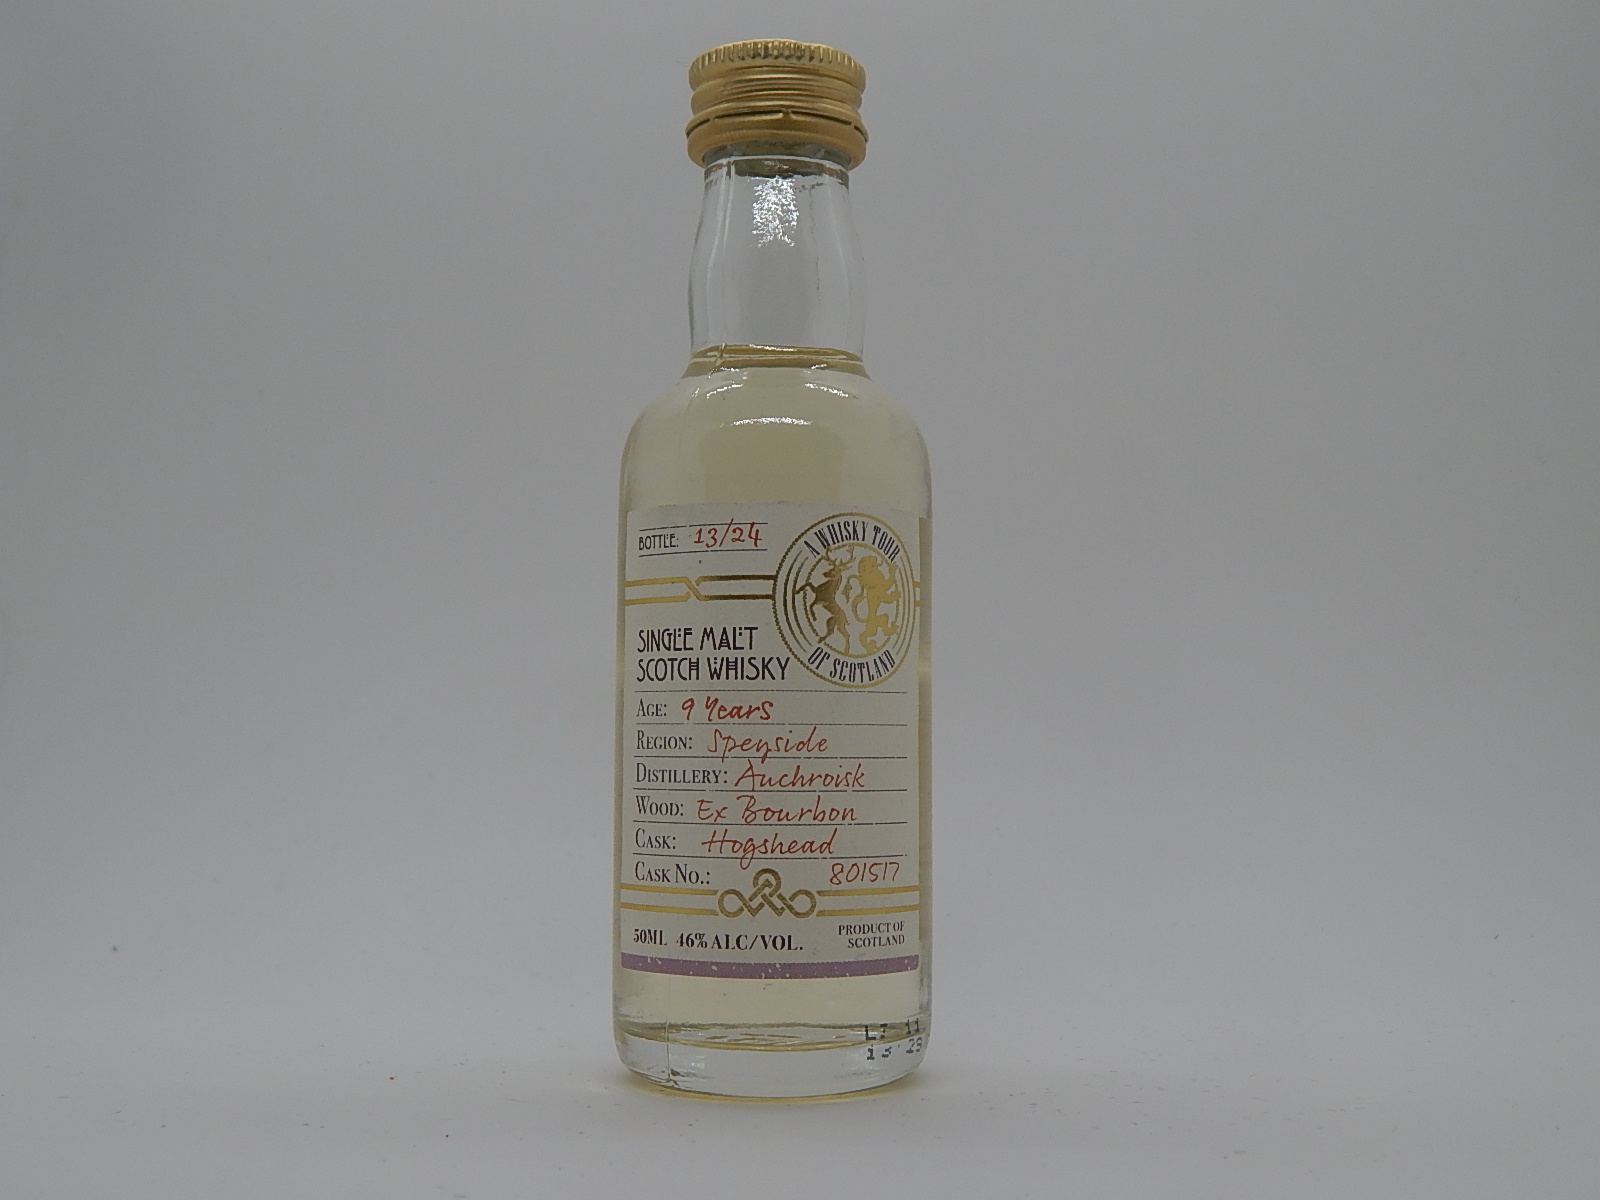 BOTTLE: 13/24
A WHISKY TOUR
OF SCOTLAND
SINGLE MALT
SCOTCH WHISKY
AGE: 9 Years
REGION: Speyside
DISTILLERY: Auchroisk
WOOD: Ex Bourbon
CASK: Hogshead
CASK NO.: 801517
50ML 46% ALC/VOL.
PRODUCT OF
SCOTLAND